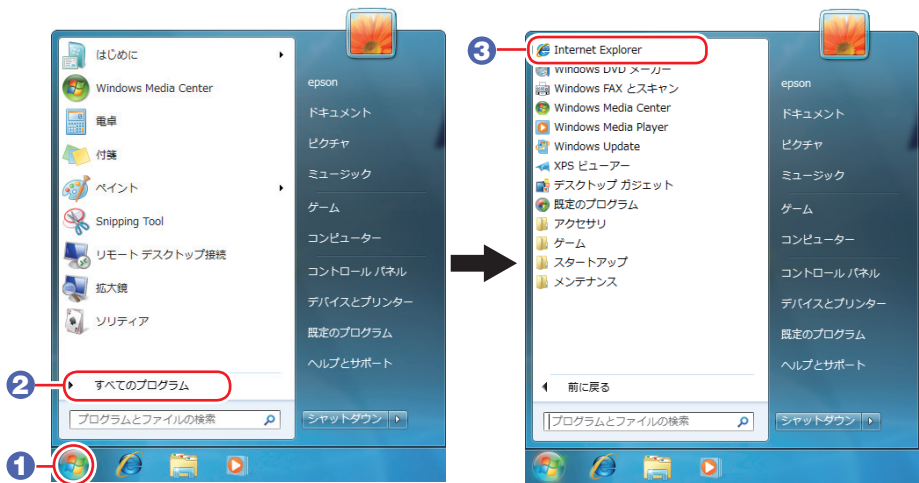 はじめに
Windows Media Center
電卓
付箋
ペイント
Snipping Tool
リモート デスクトップ接続
拡大鏡
ソリティア
2
すべてのプログラム
プログラムとファイルの検索
1
epson
ドキュメント
ピクチャ
ミュージック
ゲーム
コンピューター
コントロール パネル
デバイスとプリンター
既定のプログラム
ヘルプとサポート
シャットダウン
3
Internet Explorer
Windows DVD メーカー
Windows FAX とスキャン
Windows Media Center
Windows Media Player
Windows Update
XPS ビューアー
デスクトップ ガジェット
既定のプログラム
アクセサリ
ゲーム
スタートアップ
メンテナンス
前に戻る
プログラムとファイルの検索
epson
ドキュメント
ピクチャ
ミュージック
ゲーム
コンピューター
コントロール パネル
デバイスとプリンター
既定のプログラム
ヘルプとサポート
シャットダウン